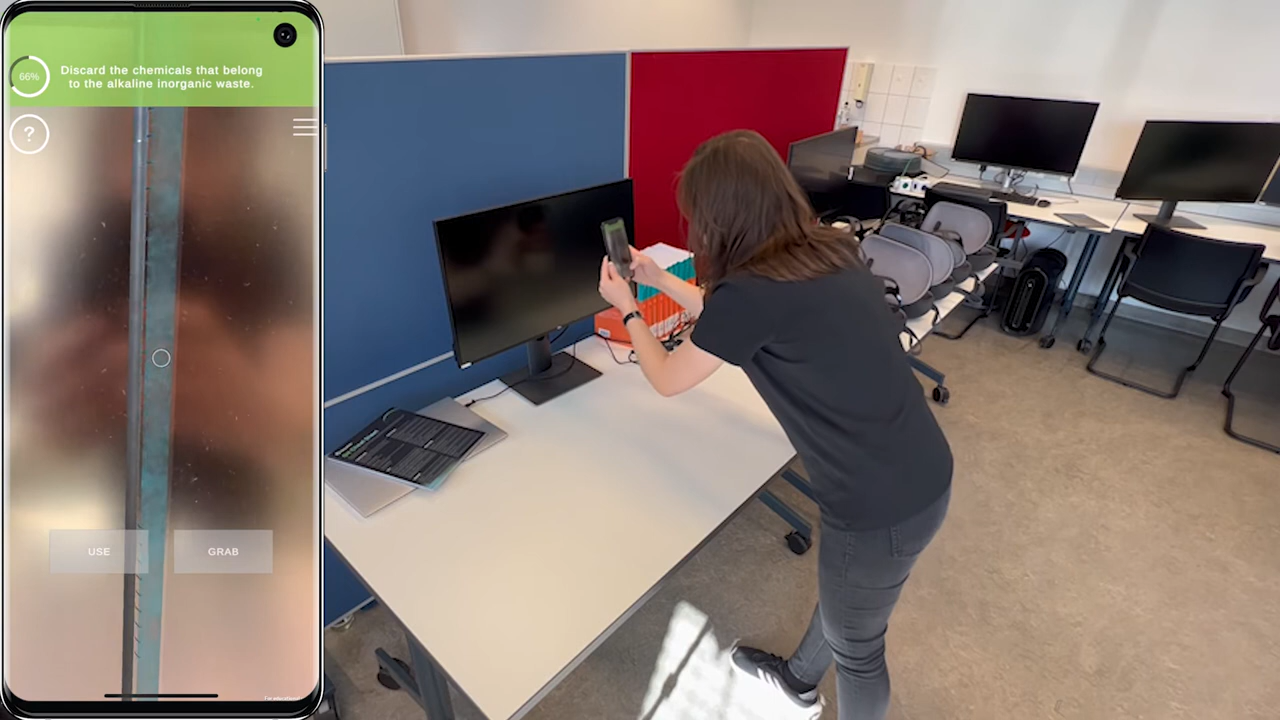 66%
Discard the chemicals that belong
to the alkaline inorganic waste.
?
USE
GRAB